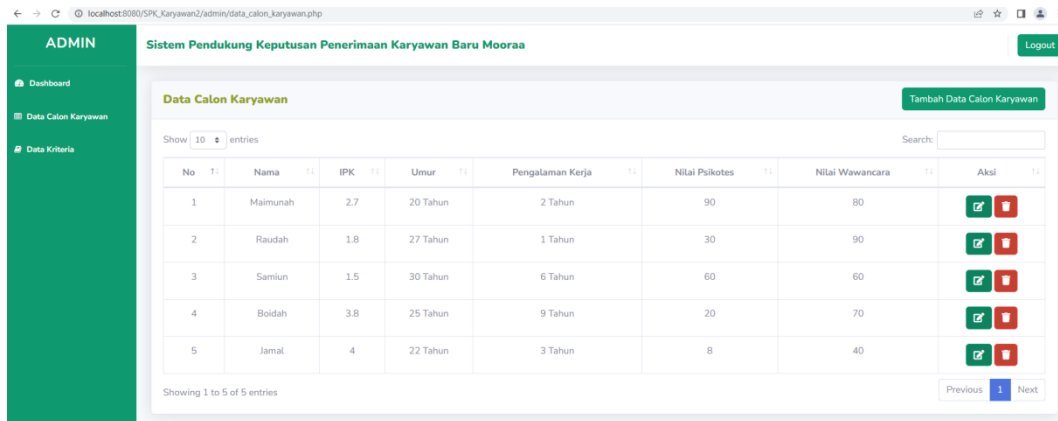 localhost:8080/SPK_Karyawan2/admin/data_calon_karyawan.php
ADMIN
Sistem Pendukung Keputusan Penerimaan Karyawan Baru Mooraa
Logout
Dashboard
Data Calon Karyawan
Data Kriteria
Data Calon Karyawan
Tambah Data Calon Karyawan
Show 10 entries
Search:
No Nama IPK Umur Pengalaman Kerja Nilai Psikotes Nilai Wawancara Aksi
1 Maimunah 2.7 20 Tahun 2 Tahun 90 80
2 Raudah 1.8 27 Tahun 1 Tahun 30 90
3 Samiun 1.5 30 Tahun 6 Tahun 60 60
4 Boidah 3.8 25 Tahun 9 Tahun 20 70
5 Jamal 4 22 Tahun 3 Tahun 8 40
Showing 1 to 5 of 5 entries
Previous 1 Next